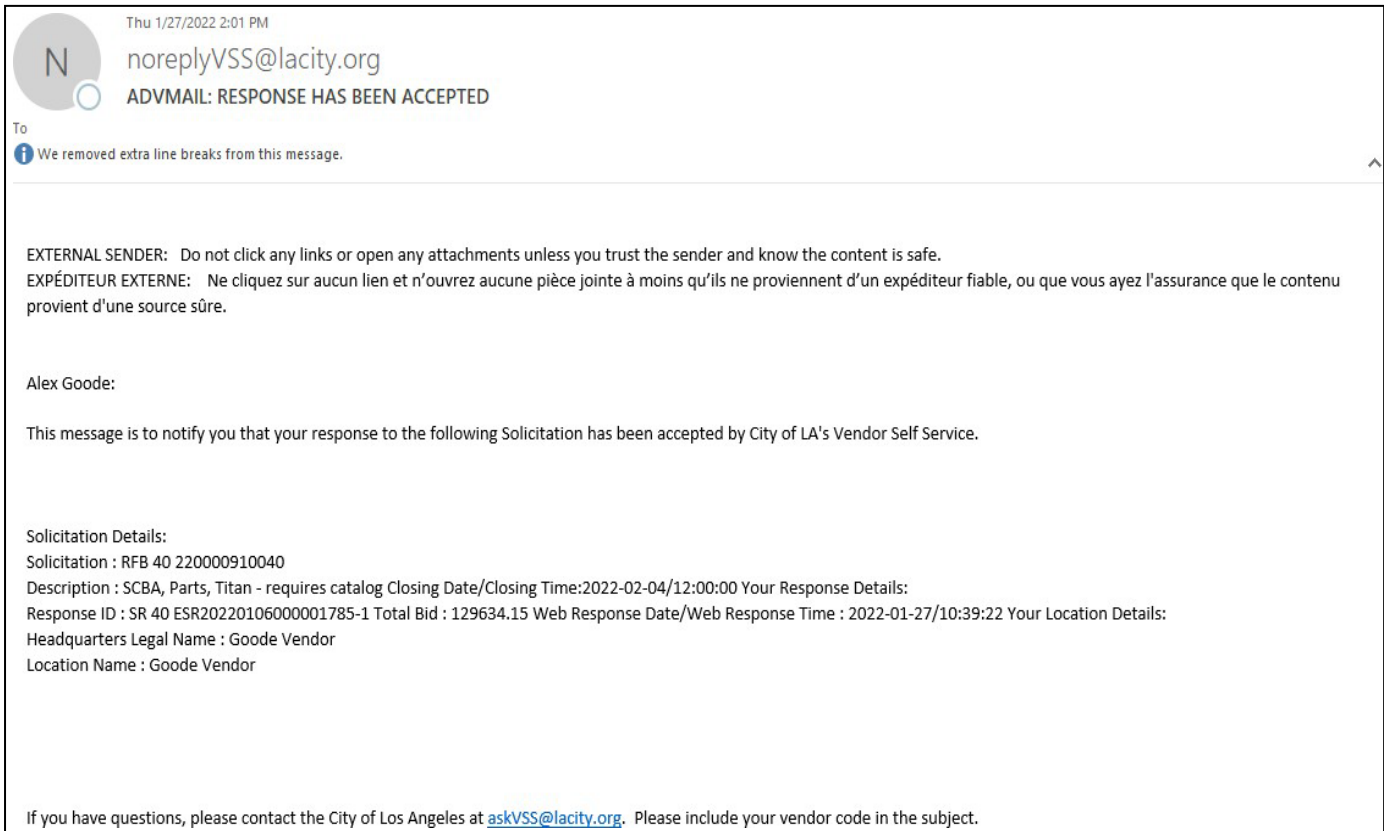 Thu 1/27/2022 2:01 PM
N
noreplyVSS@lacity.org
ADVMAIL: RESPONSE HAS BEEN ACCEPTED
To
i We removed extra line breaks from this message.
EXTERNAL SENDER:   Do not click any links or open any attachments unless you trust the sender and know the content is safe.
EXPÉDITEUR EXTERNE:    Ne cliquez sur aucun lien et n’ouvrez aucune pièce jointe à moins qu’ils ne proviennent d’un expéditeur fiable, ou que vous ayez l'assurance que le contenu
provient d'une source sûre.
Alex Goode:
This message is to notify you that your response to the following Solicitation has been accepted by City of LA's Vendor Self Service.
Solicitation Details:
Solicitation : RFB 40 220000910040
Description : SCBA, Parts, Titan - requires catalog Closing Date/Closing Time:2022-02-04/12:00:00 Your Response Details:
Response ID : SR 40 ESR20220106000001785-1 Total Bid : 129634.15 Web Response Date/Web Response Time : 2022-01-27/10:39:22 Your Location Details:
Headquarters Legal Name : Goode Vendor
Location Name : Goode Vendor
If you have questions, please contact the City of Los Angeles at askVSS@lacity.org.  Please include your vendor code in the subject.